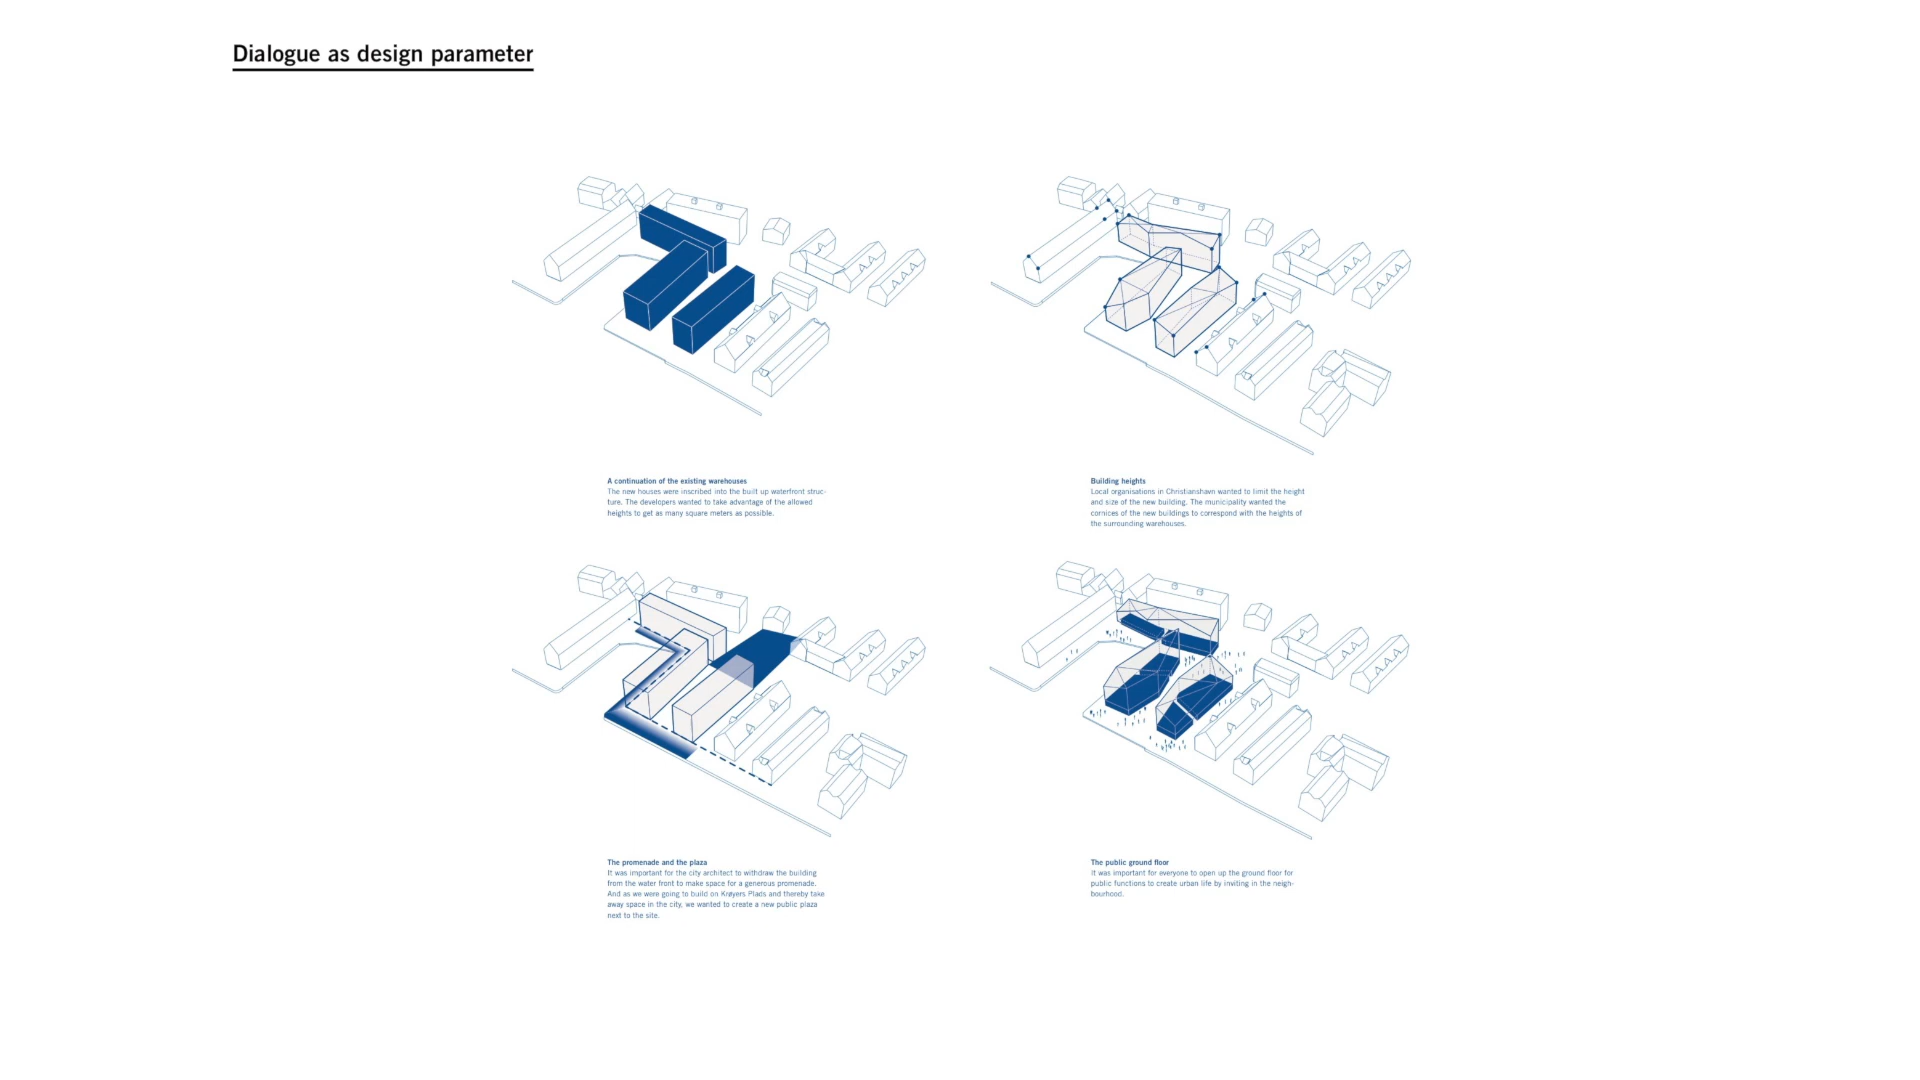 Dialogue as design parameter
A continuation of the existing warehouses
The new houses were inscribed into the built up waterfront struc-
ture. The developers wanted to take advantage of the allowed
heights to get as many square meters as possible.
Building heights
Local organisations in Christianshavn wanted to limit the height
and size of the new building. The municipality wanted the
cornices of the new buildings to correspond with the heights of
the surrounding warehouses.
The promenade and the plaza
It was important for the city architect to withdraw the building
from the water front to make space for a generous promenade.
And as we were going to build on Krøyers Plads and thereby take
away space in the city, we wanted to create a new public plaza
next to the site.
The public ground floor
It was important for everyone to open up the ground floor for
public functions to create urban life by inviting in the neigh-
bourhood.